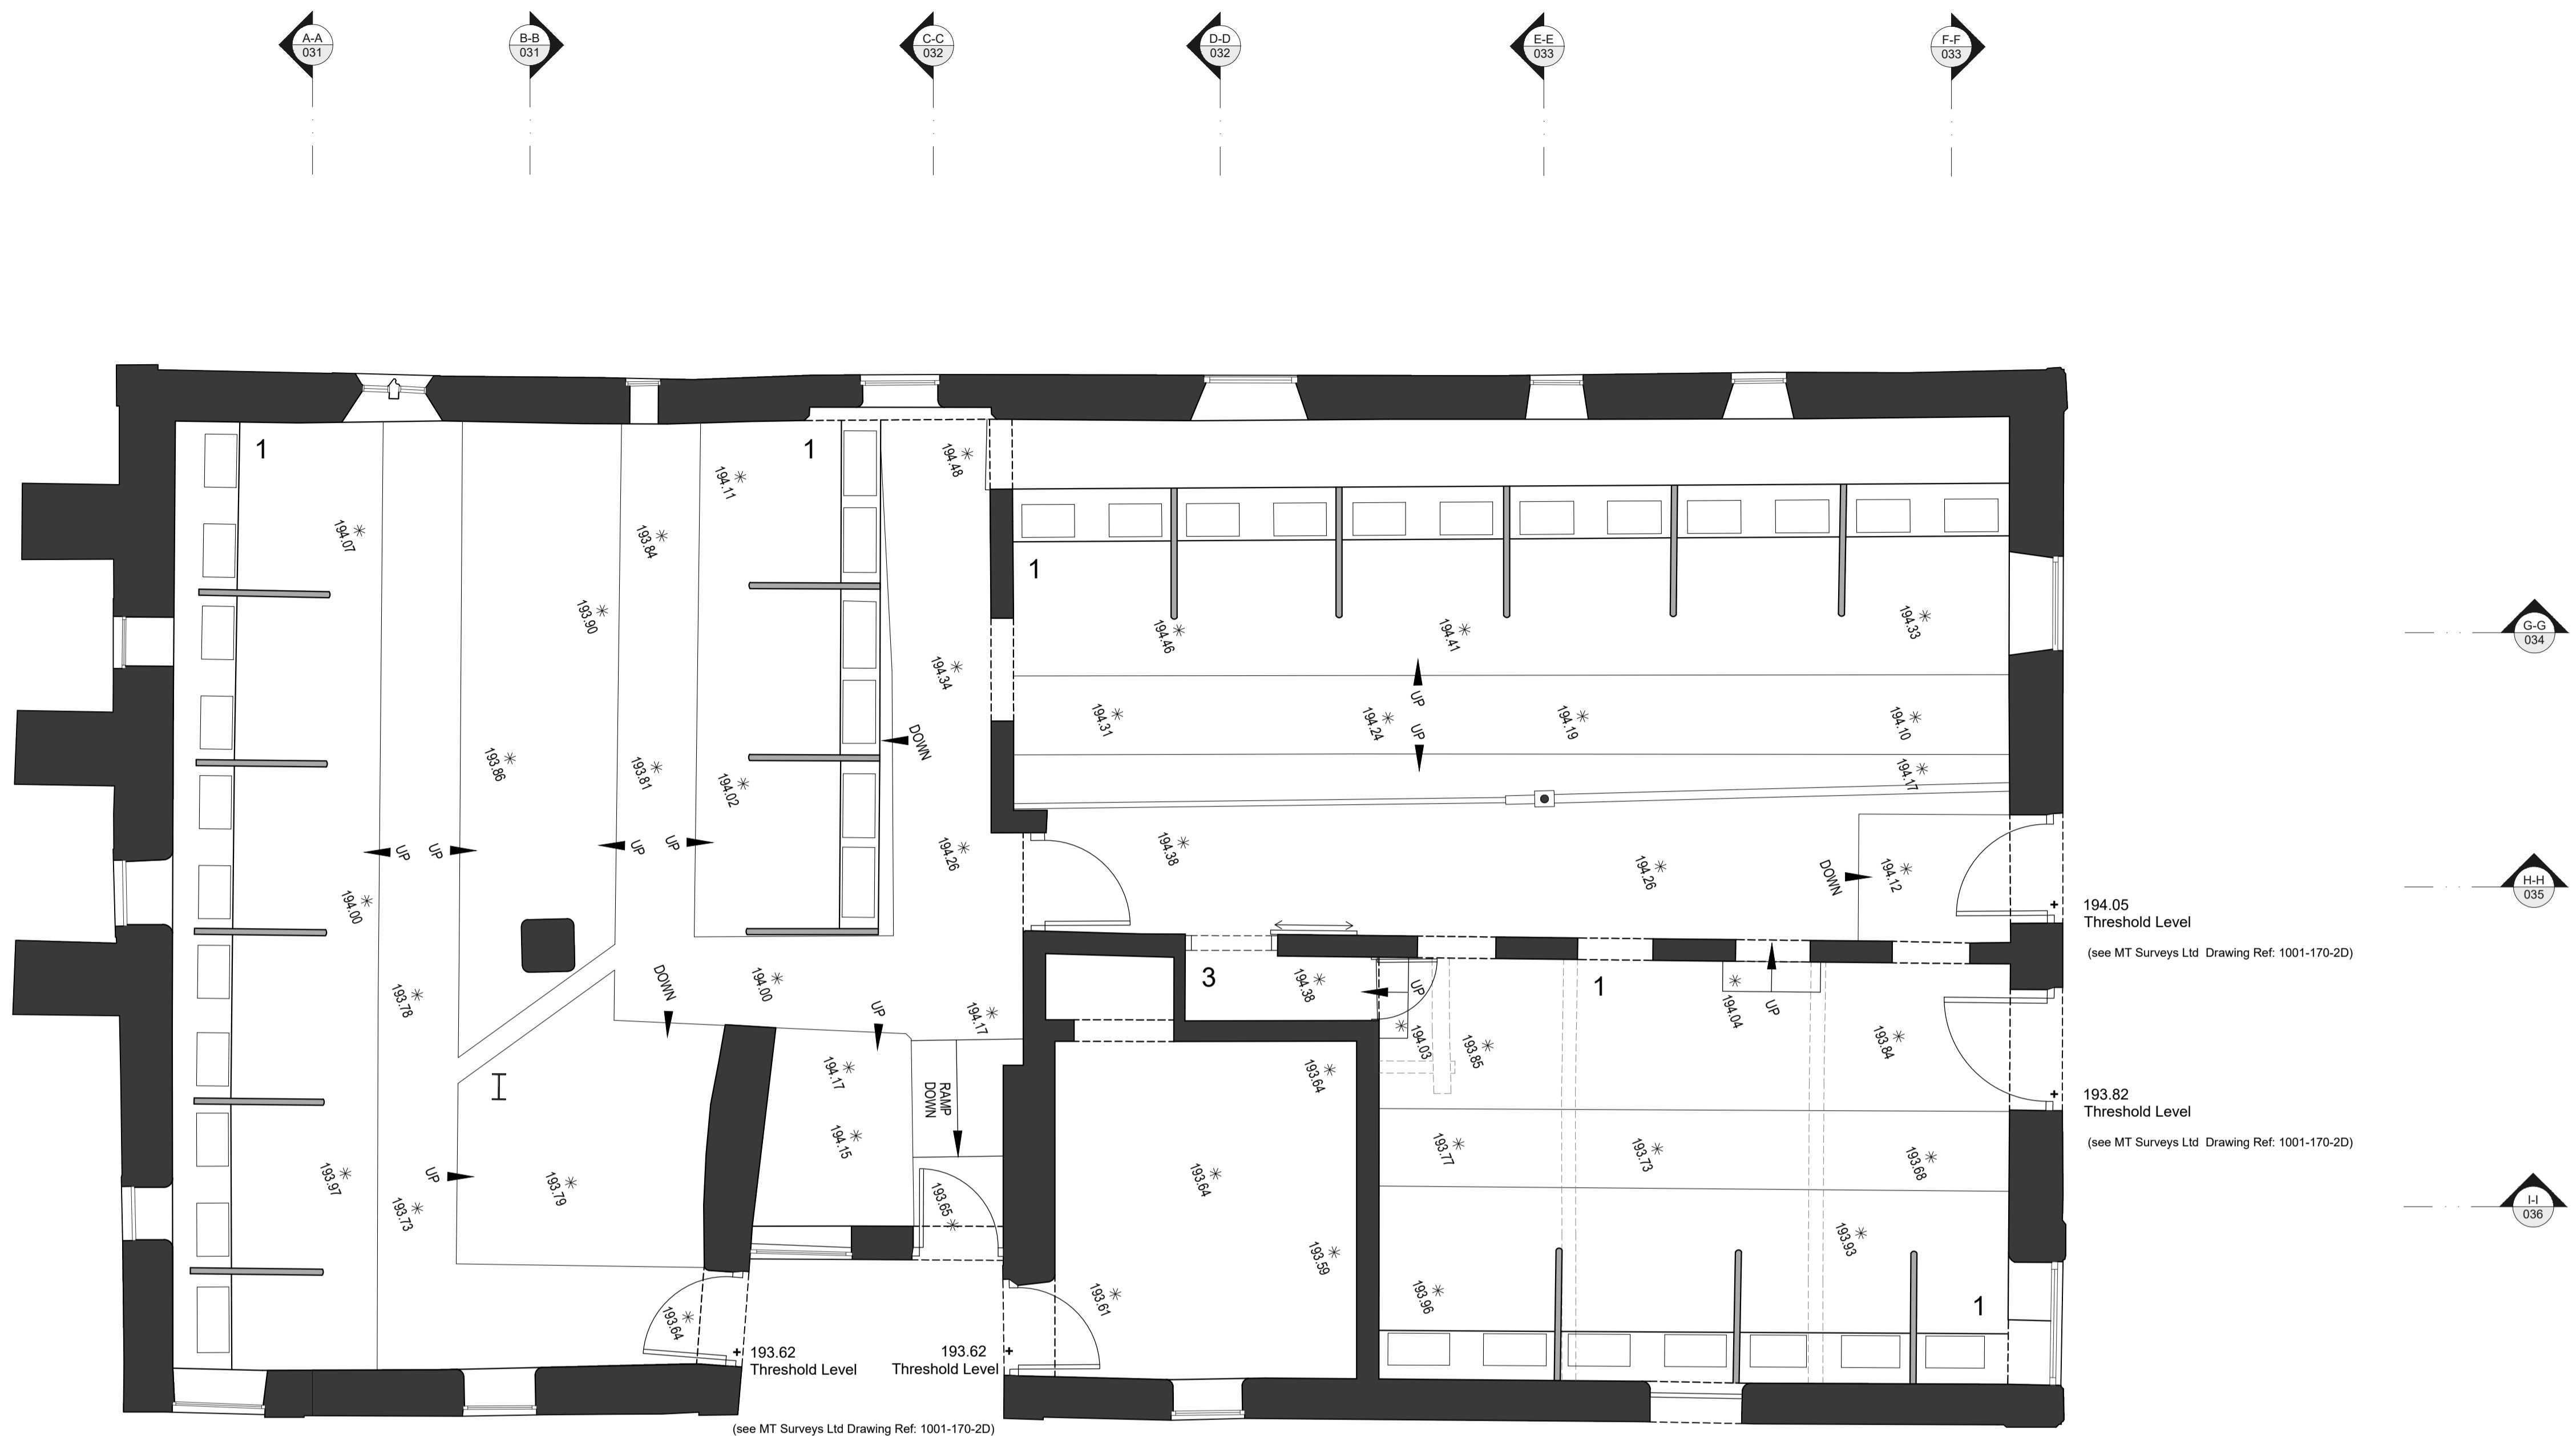 A-A
031
B-B
031
C-C
032
D-D
032
E-E
033
F-F
033
1
1
194.48
194.11
194.07
193.84
1
193.90
194.46
194.41
194.33
G-G
034
194.34
UP
194.31
194.24
UP
194.19
194.10
DOWN
193.86
193.81
194.02
194.17
UP
UP
UP
UP
194.26
194.38
194.26
DOWN
194.12
H-H
035
194.00
194.05
Threshold Level
(see MT Surveys Ltd Drawing Ref: 1001-170-2D)
DOWN
194.00
3
194.38
UP
1
194.04
UP
193.78
UP
194.17
194.03
193.85
193.84
194.17
193.64
RAMP
DOWN
193.82
Threshold Level
(see MT Surveys Ltd Drawing Ref: 1001-170-2D)
194.15
193.77
193.73
193.68
193.97
UP
193.79
193.73
193.65
193.64
I-I
036
193.93
193.59
193.61
193.96
1
193.64
193.62
Threshold Level
193.62
Threshold Level
(see MT Surveys Ltd Drawing Ref: 1001-170-2D)